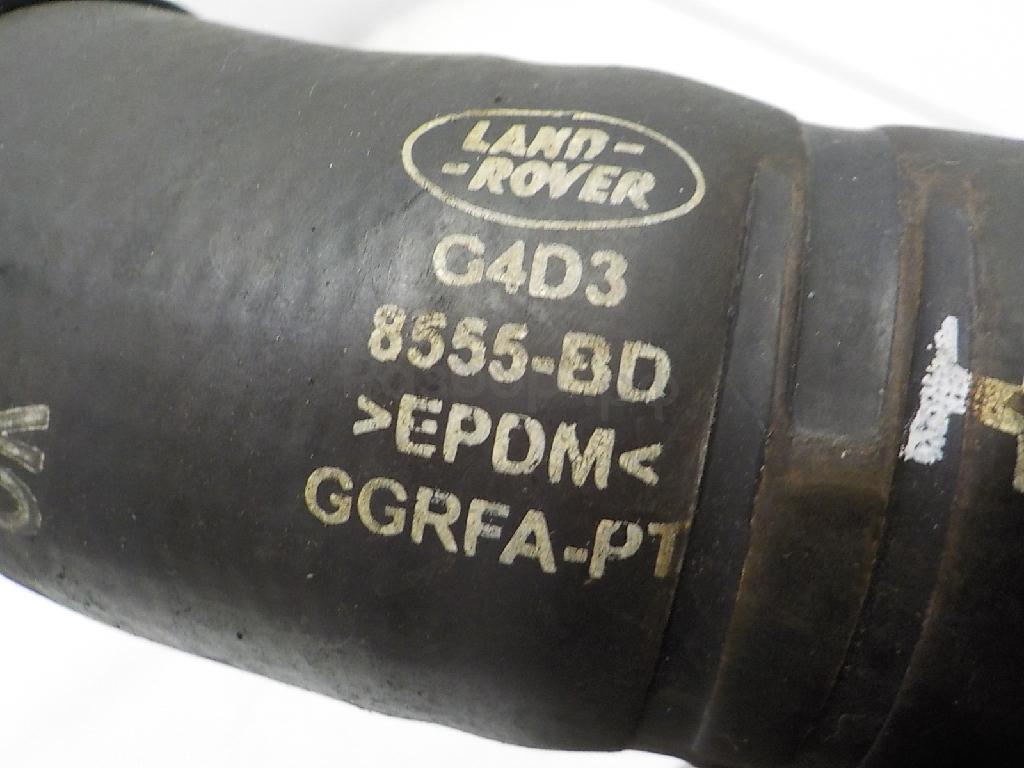 LAND-
-ROVER
G4D3
8555-BD
>EPDM<
GGRFA-PT